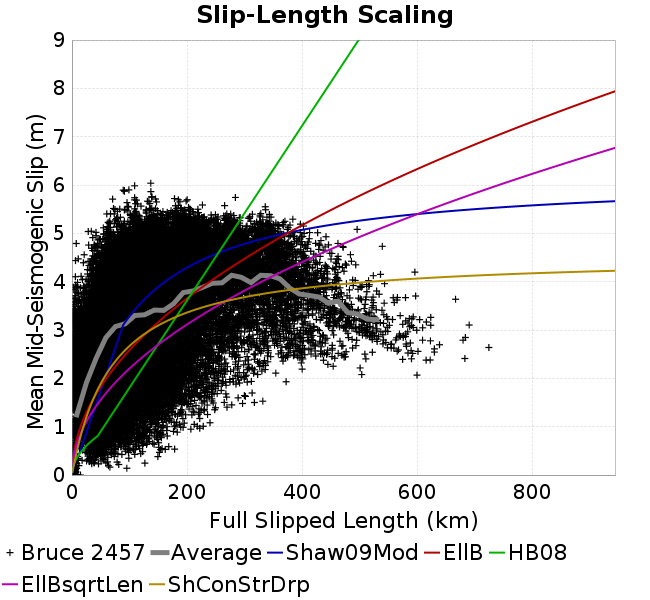 Slip-Length Scaling
Mean Mid-Seismogenic Slip (m)
9
8
7
6
5
4
3
2
1
0
0 200 400 600 800
Full Slipped Length (km)
Bruce 2457 Average Shaw09Mod EllB HB08
EllBsqrtLen ShConStrDrp